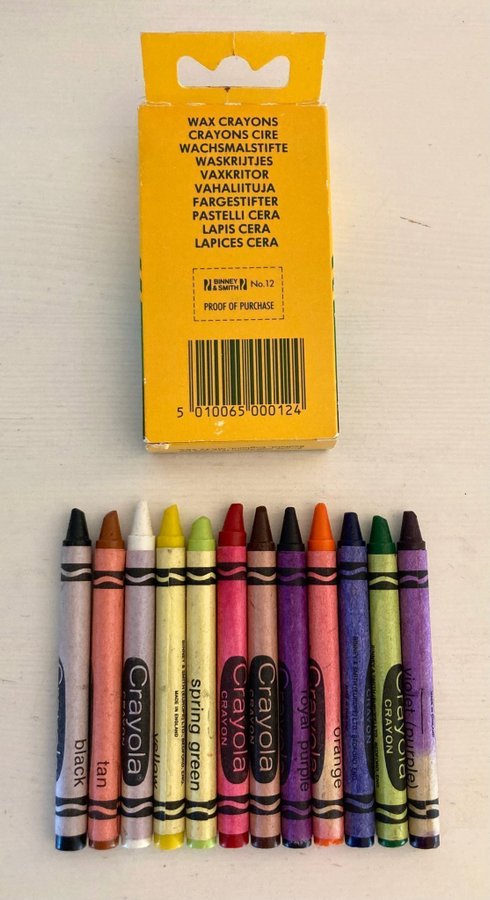 WAX CRAYONS
CRAYONS CIRE
WACHSMALSTIFTE
WASKRIJTJES
VAXKRITOR
VAHALIITUJA
FARGESTIFTER
PASTELLI CERA
LAPIS CERA
LAPICES CERA
BINNEY & SMITH No.12
PROOF OF PURCHASE
5 010065 000124
black
tan
Crayola
CRAYON
yellow
MADE IN ENGLAND
spring green
Crayola
CRAYON
Crayola
CRAYON
royal purple
Crayola
orange
Crayola
CRAYON
violet (purple)